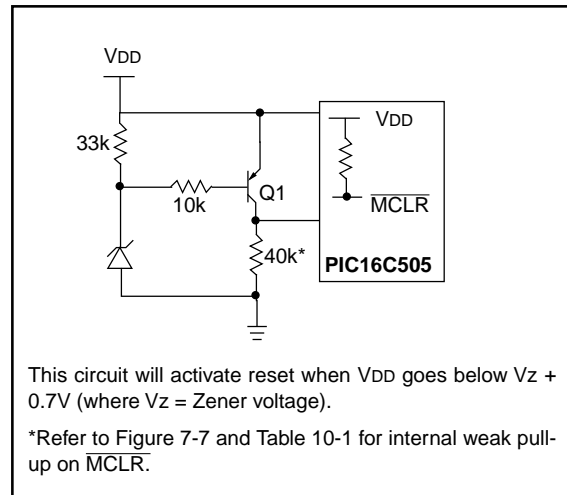 VDD
VDD
33k
10k
Q1
MCLR
40k*
PIC16C505
This circuit will activate reset when VDD goes below Vz +
0.7V (where Vz = Zener voltage).
*Refer to Figure 7-7 and Table 10-1 for internal weak pull-
up on MCLR.